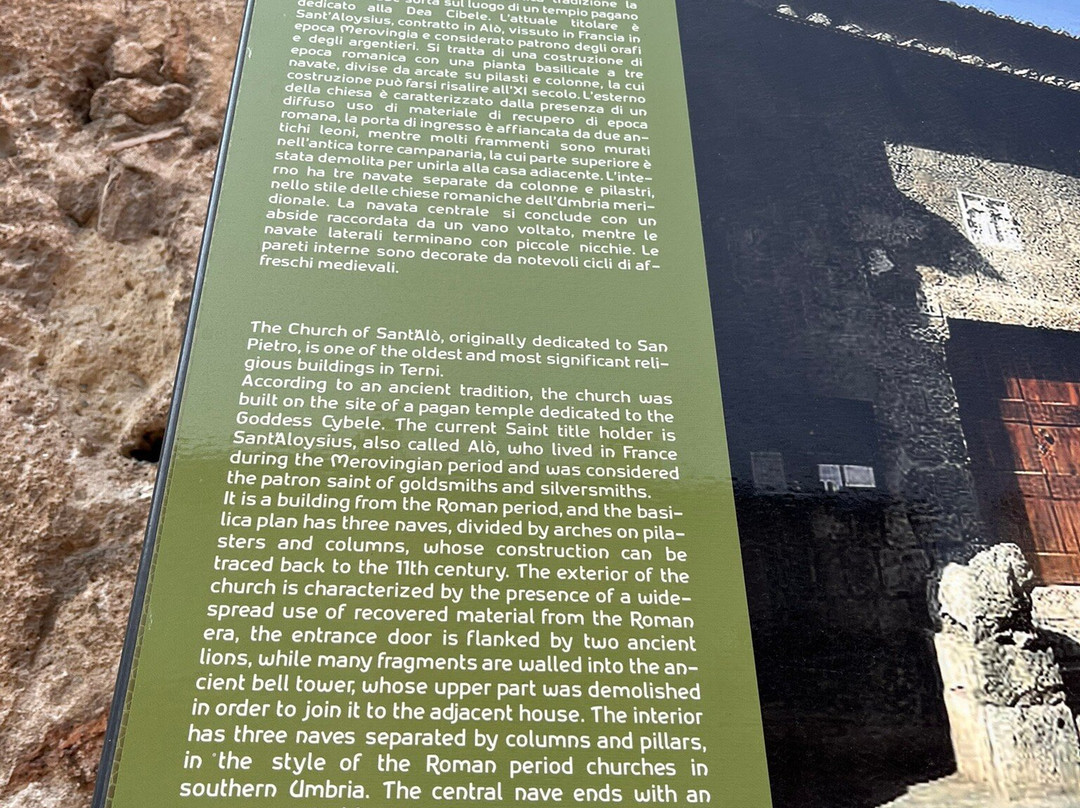 tradizione la
sorta sul luogo di un tempio pagano
dedicato alla Dea Cibele. L'attuale titolare è
Sant'Aloysius, contratto in Alò, vissuto in Francia in
epoca Merovingia e considerato patrono degli orafi
e degli argentieri. Si tratta di una costruzione di
epoca romanica con una pianta basilicale a tre
navate, divise da arcate su pilasti e colonne, la cui
costruzione può farsi risalire all'XI secolo. L'esterno
della chiesa è caratterizzato dalla presenza di un
diffuso uso di materiale di recupero di epoca
romana, la porta di ingresso è affiancata da due an-
tichi leoni, mentre molti frammenti sono murati
nell'antica torre campanaria, la cui parte superiore è
stata demolita per unirla alla casa adiacente. L'inte-
rno ha tre navate separate da colonne e pilastri,
nello stile delle chiese romaniche dell'Umbria meri-
dionale. La navata centrale si conclude con un
abside raccordata da un vano voltato, mentre le
navate laterali terminano con piccole nicchie. Le
pareti interne sono decorate da notevoli cicli di af-
freschi medievali.
The Church of Sant'Alò, originally dedicated to San
Pietro, is one of the oldest and most significant reli-
gious buildings in Terni.
According to an ancient tradition, the church was
built on the site of a pagan temple dedicated to the
Goddess Cybele. The current Saint title holder is
Sant'Aloysius, also called Alò, who lived in France
during the Merovingian period and was considered
the patron saint of goldsmiths and silversmiths.
It is a building from the Roman period, and the basi-
lica plan has three naves, divided by arches on pila-
sters and columns, whose construction can be
traced back to the 11th century. The exterior of the
church is characterized by the presence of a wide-
spread use of recovered material from the Roman
era, the entrance door is flanked by two ancient
lions, while many fragments are walled into the an-
cient bell tower, whose upper part was demolished
in order to join it to the adjacent house. The interior
has three naves separated by columns and pillars,
in the style of the Roman period churches in
southern Umbria. The central nave ends with an